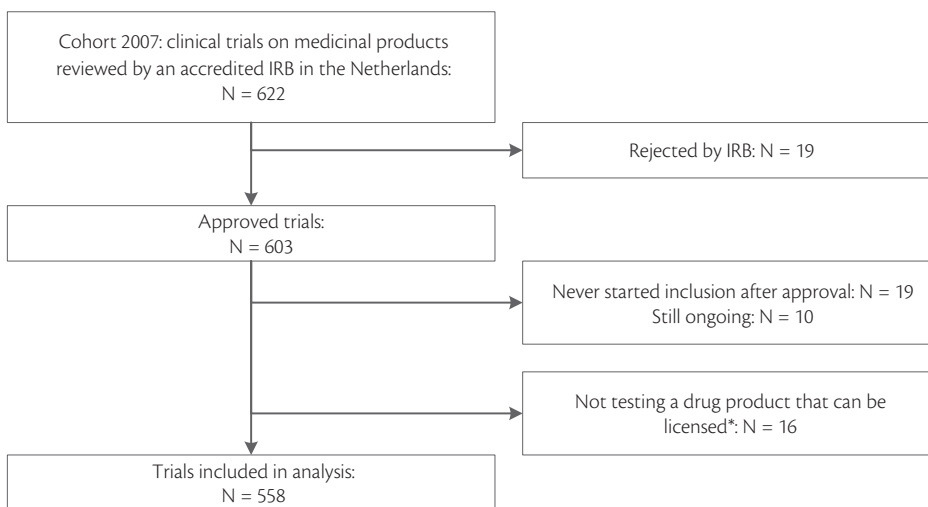 Cohort 2007: clinical trials on medicinal products
reviewed by an accredited IRB in the Netherlands:
N = 622
Rejected by IRB: N = 19
Approved trials:
N = 603
Never started inclusion after approval: N = 19
Still ongoing: N = 10
Not testing a drug product that can be
licensed*: N = 16
Trials included in analysis:
N = 558